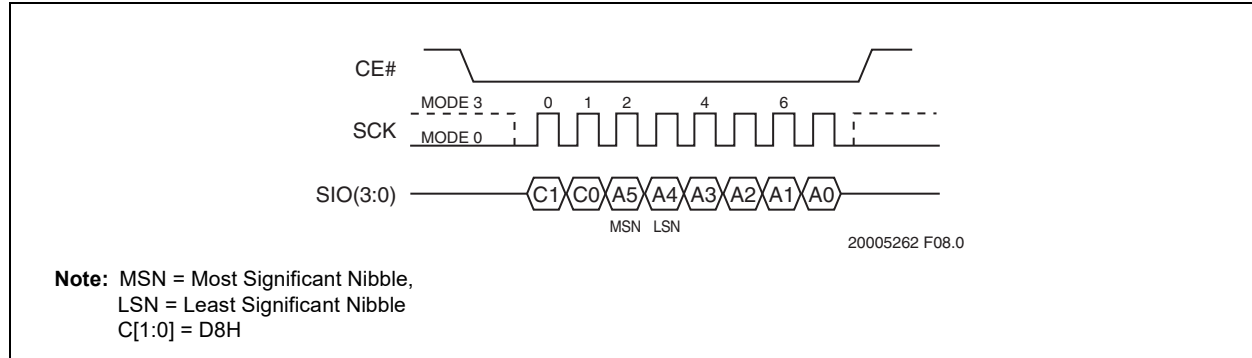 CE#
MODE 3 0 1 2 4 6
SCK
MODE 0
SIO(3:0) C1 C0 A5 A4 A3 A2 A1 A0
MSN LSN
20005262 F08.0
Note: MSN = Most Significant Nibble,
LSN = Least Significant Nibble
C[1:0] = D8H